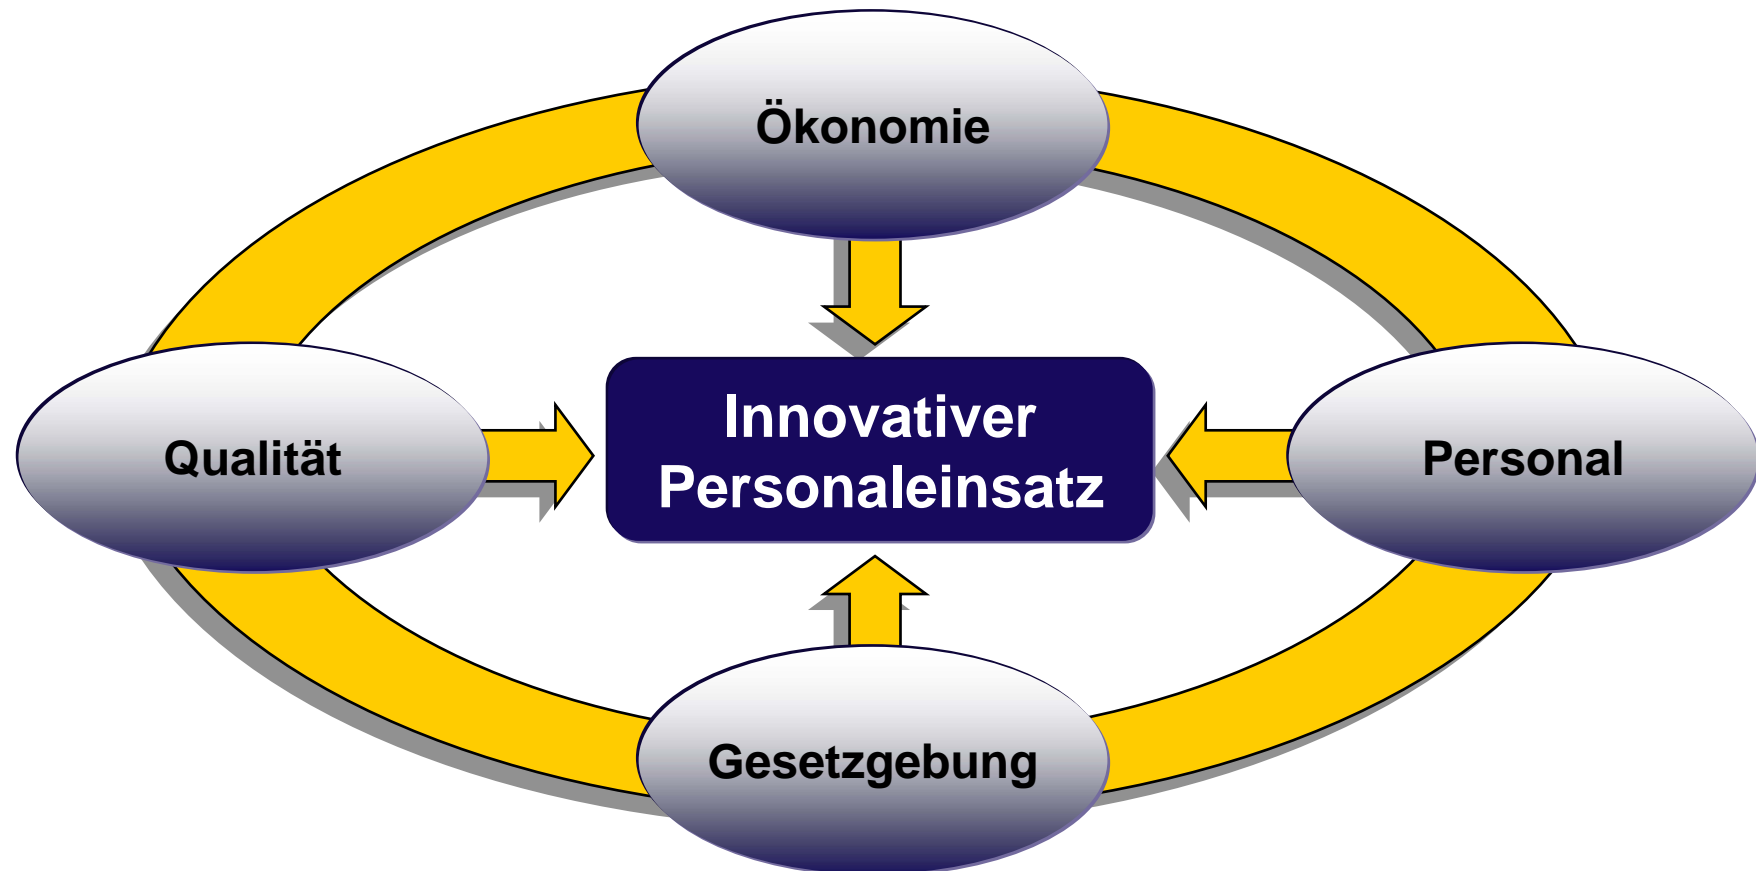 Ökonomie
Qualität
Innovativer
Personaleinsatz
Personal
Gesetzgebung